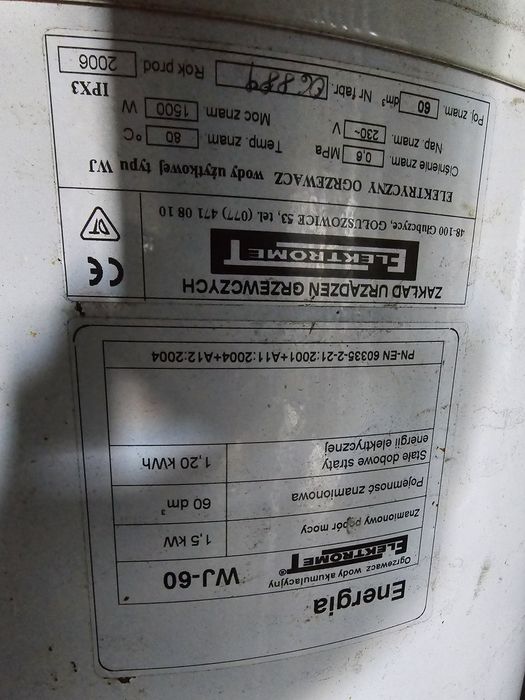 Energia
Ogrzewacz wody akumulacyjny
ELEKTROMET® WJ-60
Znamionowy pobór mocy 1,5 kW
Pojemność znamionowa 60 dm³
Stałe dobowe straty energii elektrycznej 1,20 kWh
PN-EN 60335-2-21:2001+A11:2004+A12:2004
ZAKŁAD URZĄDZEŃ GRZEWCZYCH
ELEKTROMET
CE
DT
48-100 Głubczyce, GOŁUSZOWICE 53, tel. (077) 471 08 10
ELEKTRYCZNY OGRZEWACZ wody użytkowej typu WJ
Ciśnienie znam. 0,6 MPa Temp. znam. 80 °C
Nap. znam. 230~ V Moc znam. 1500 W
Poj. znam. 60 dm³ Nr fabr. Rok prod 2006
IPX3